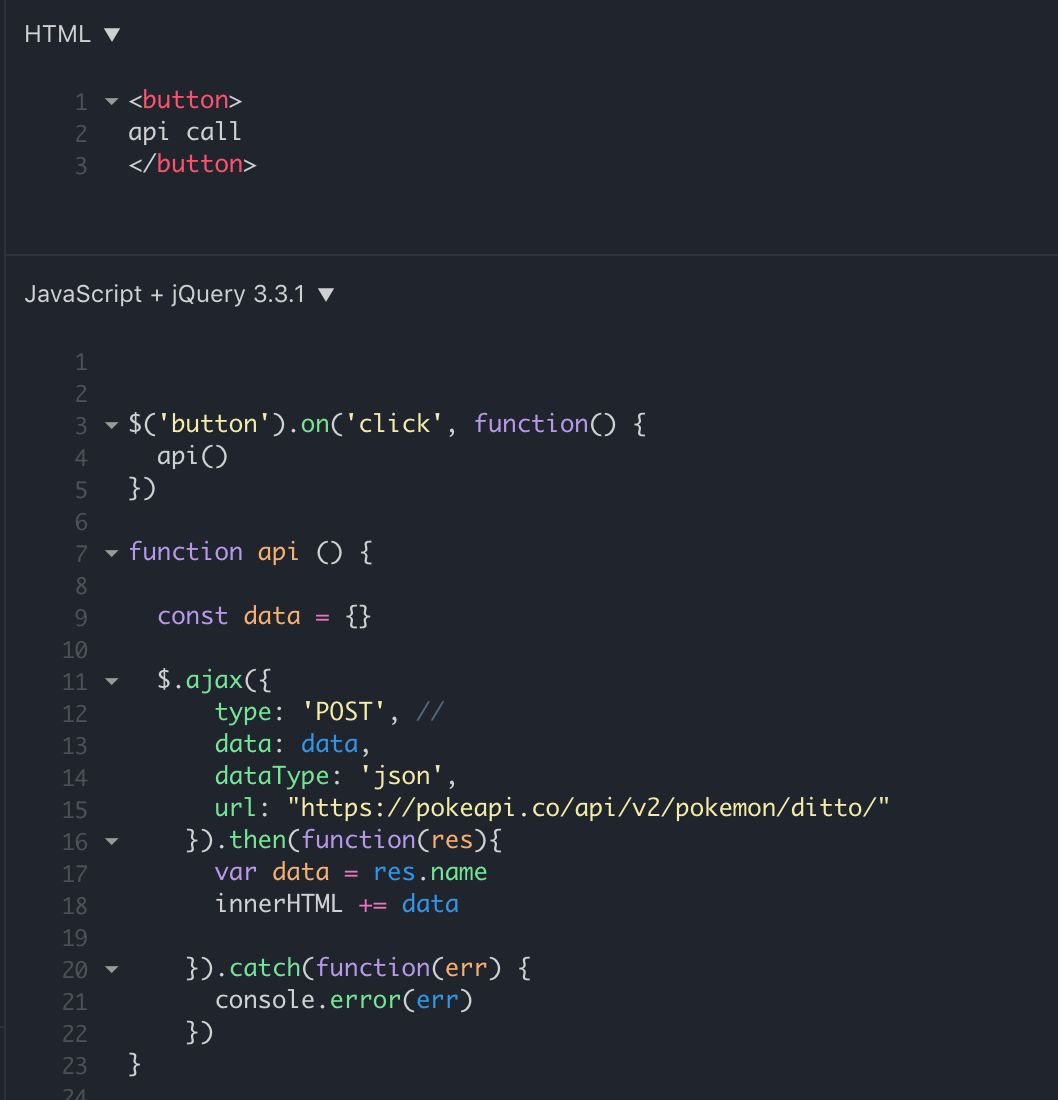 HTML ▼
1 <button>
2 api call
3 </button>
JavaScript + jQuery 3.3.1 ▼
1
2
3 $('button').on('click', function() {
4 api()
5 })
6
7 function api () {
8
9 const data = {}
10
11 $.ajax({
12 type: 'POST', //
13 data: data,
14 dataType: 'json',
15 url: "https://pokeapi.co/api/v2/pokemon/ditto/"
16 }).then(function(res){
17 var data = res.name
18 innerHTML += data
19
20 }).catch(function(err) {
21 console.error(err)
22 })
23 }
24